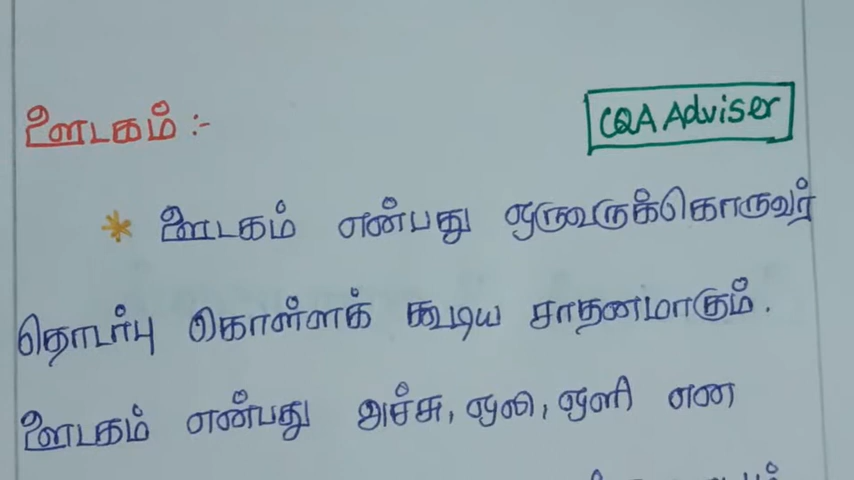 ஊடகம் :-
CQA Adviser
* ஊடகம் என்பது ஒருவருக்கொருவர்
தொடர்பு கொள்ளக் கூடிய சாதனமாகும்.
ஊடகம் என்பது அச்சு, ஒலி, ஒளி என